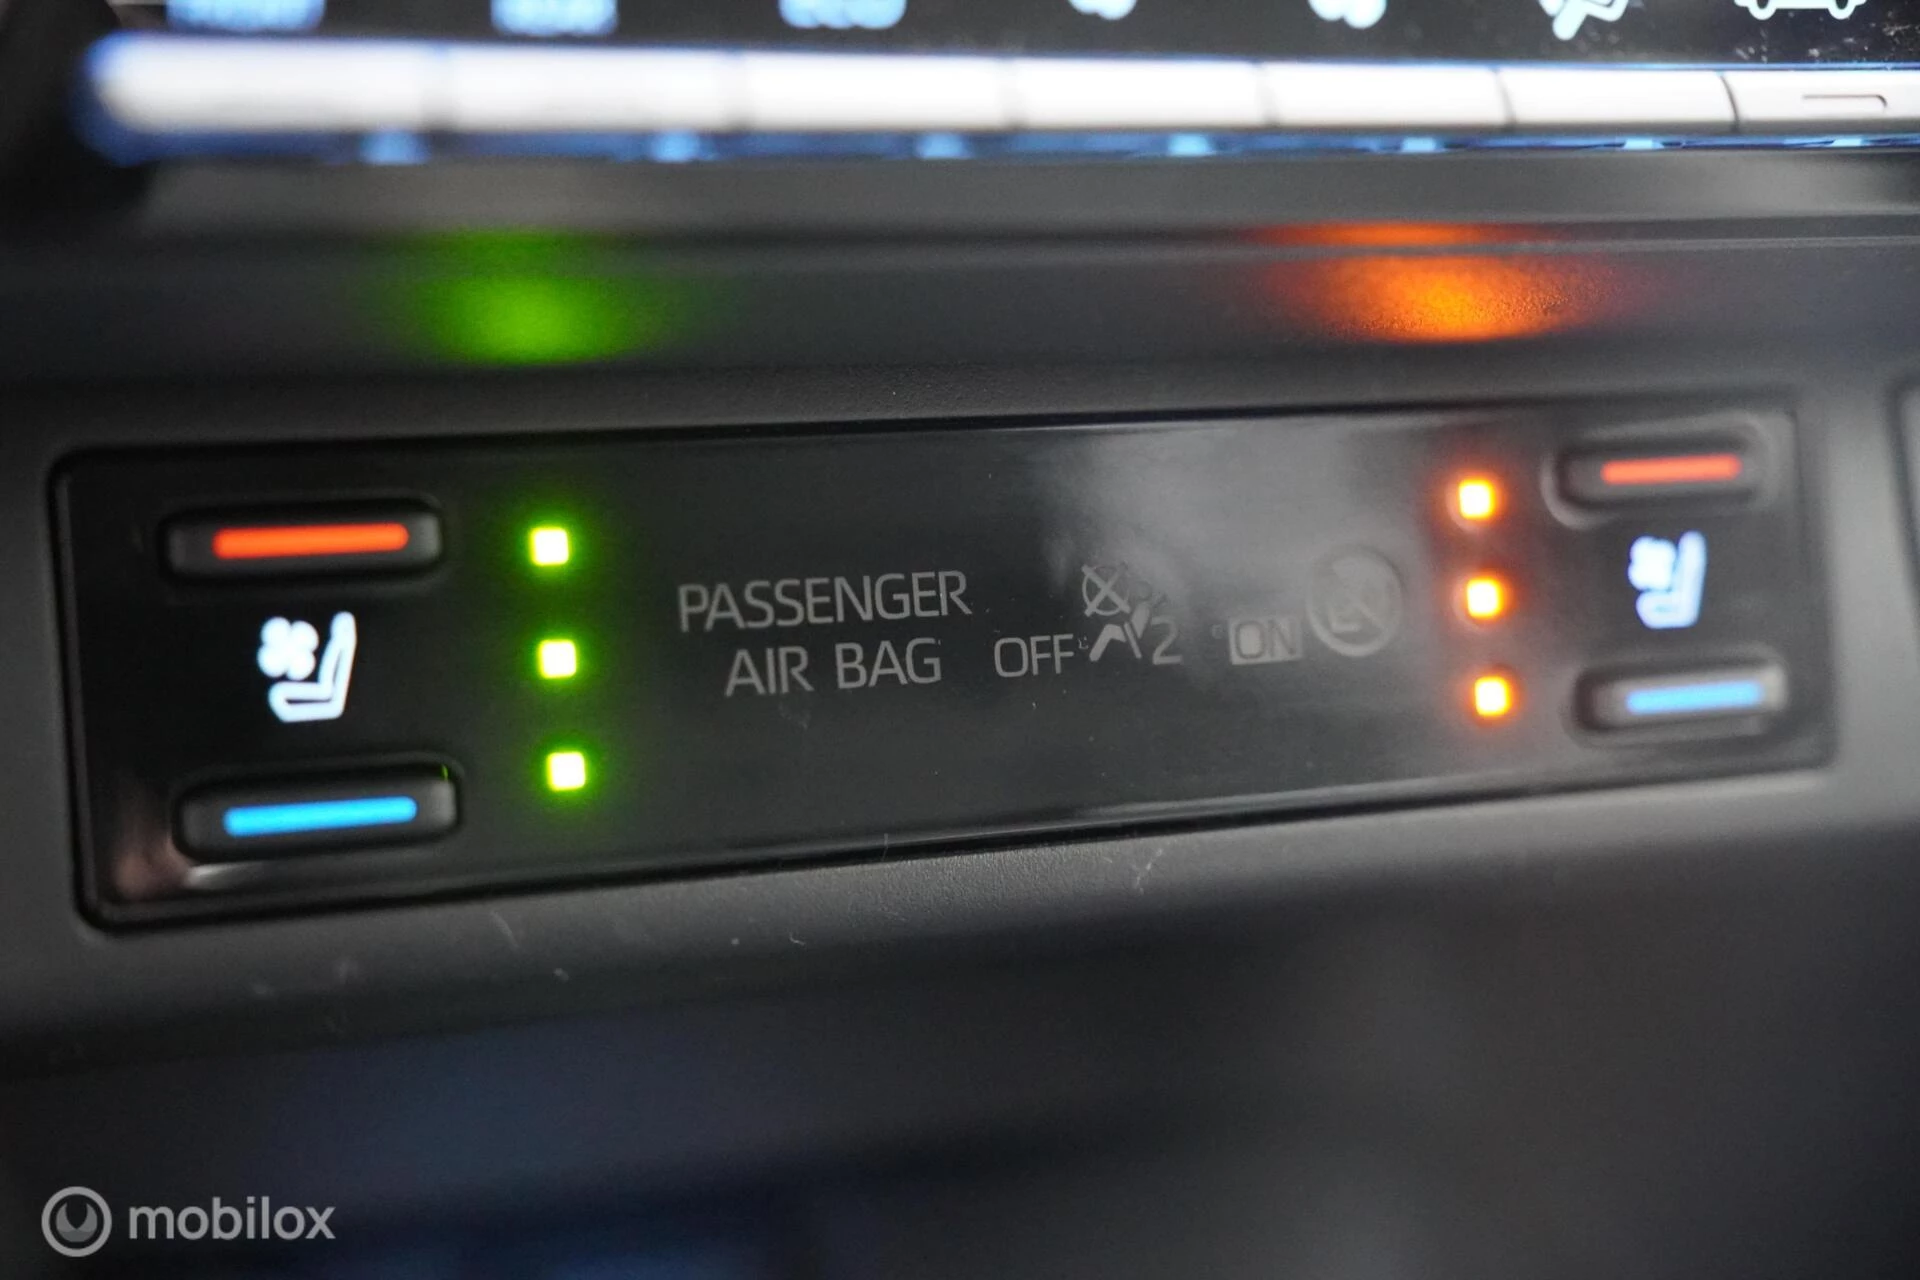 PASSENGER
AIR BAG OFF 2 ON
mobilox